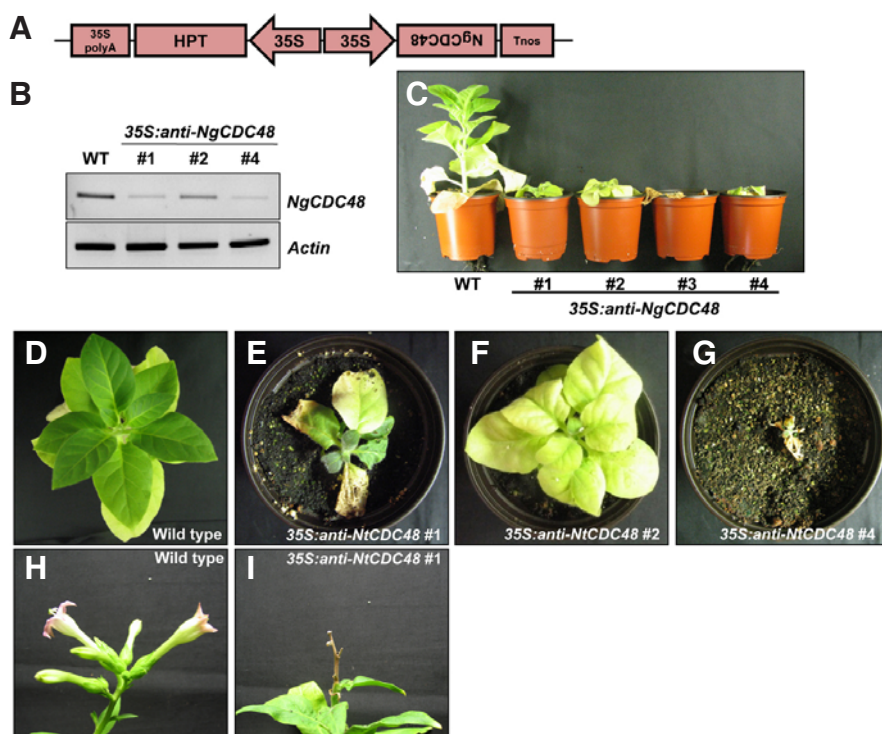 A
35S polyA HPT 35S 35S NgCDC48 Tnos
B
35S:anti-NgCDC48
WT #1 #2 #4
NgCDC48
Actin
C
WT #1 #2 #3 #4
35S:anti-NgCDC48
D
Wild type
E
35S:anti-NtCDC48 #1
F
35S:anti-NtCDC48 #2
G
35S:anti-NtCDC48 #4
H
Wild type
I
35S:anti-NtCDC48 #1